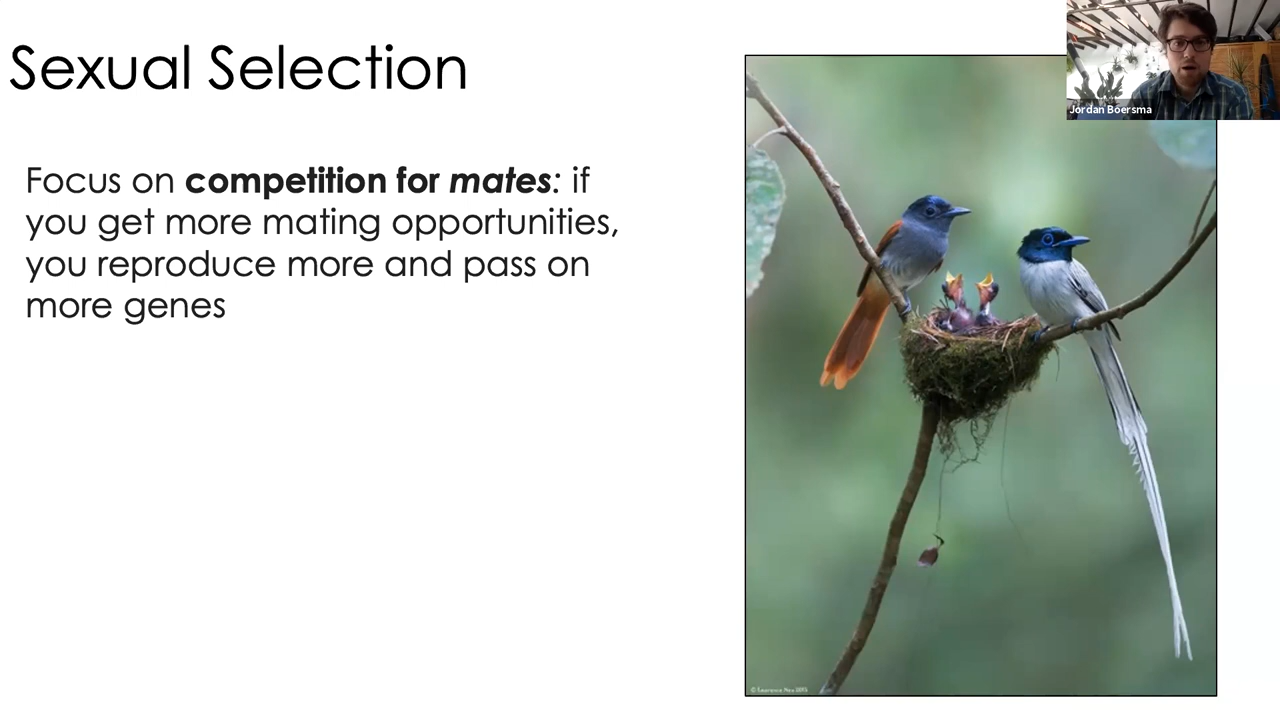 Sexual Selection
Focus on competition for mates: if
you get more mating opportunities,
you reproduce more and pass on
more genes
Jordan Boersma